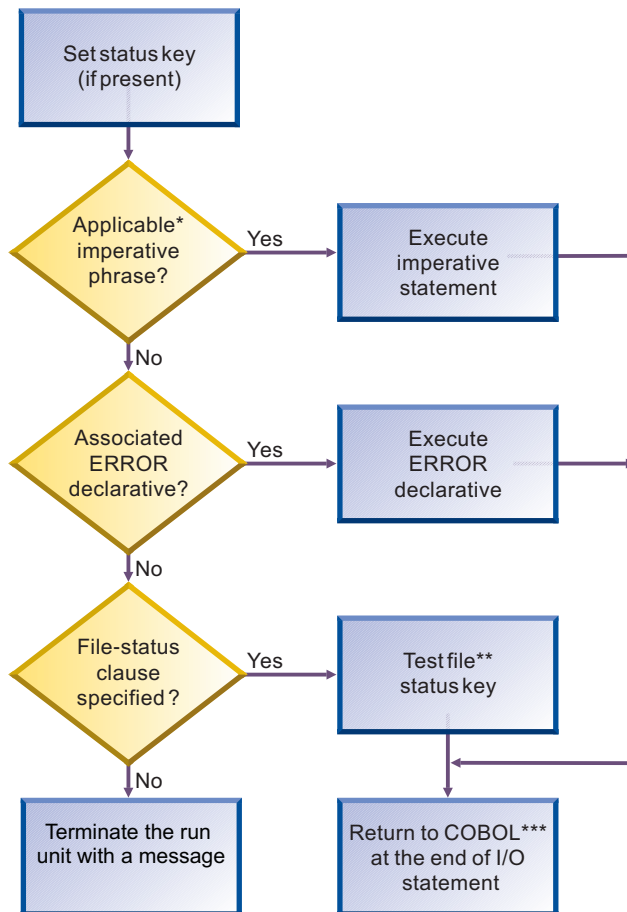 Set status key
(if present)
Applicable*
imperative
phrase?
Yes
Execute
imperative
statement
No
Associated
ERROR
declarative?
Yes
Execute
ERROR
declarative
No
File-status
clause
specified?
Yes
Test file**
status key
No
Terminate the run
unit with a message
Return to COBOL***
at the end of I/O
statement